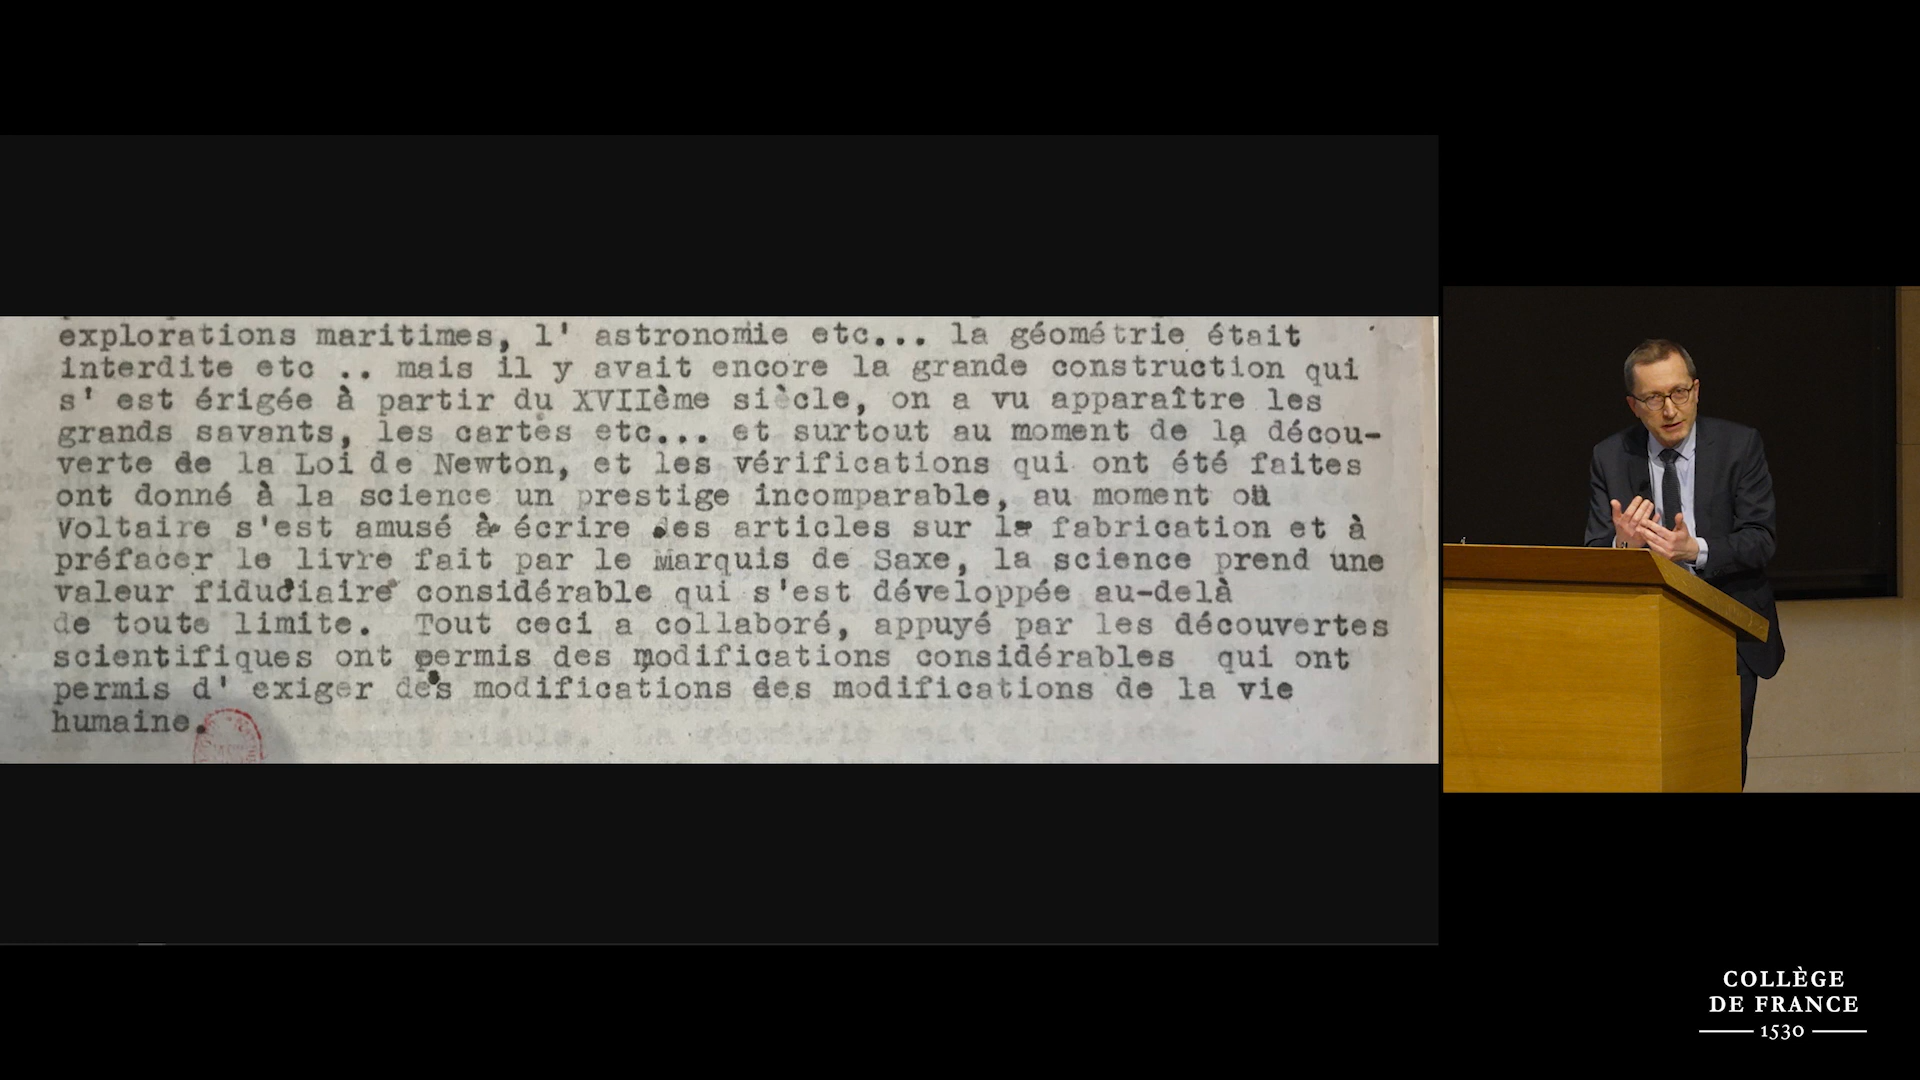 explorations maritimes, l' astronomie etc... la géométrie était
interdite etc .. mais il y avait encore la grande construction qui
s' est érigée à partir du XVIIème siècle, on a vu apparaître les
grands savants, les cartes etc... et surtout au moment de la décou-
verte de la Loi de Newton, et les vérifications qui ont été faites
ont donné à la science un prestige incomparable, au moment où
Voltaire s'est amusé à écrire des articles sur la fabrication et à
préfacer le livre fait par le Marquis de Saxe, la science prend une
valeur fiduciaire considérable qui s'est développée au-delà
de toute limite. Tout ceci a collaboré, appuyé par les découvertes
scientifiques ont permis des modifications considérables qui ont
permis d' exiger des modifications des modifications de la vie
humaine.
COLLÈGE
DE FRANCE
1530